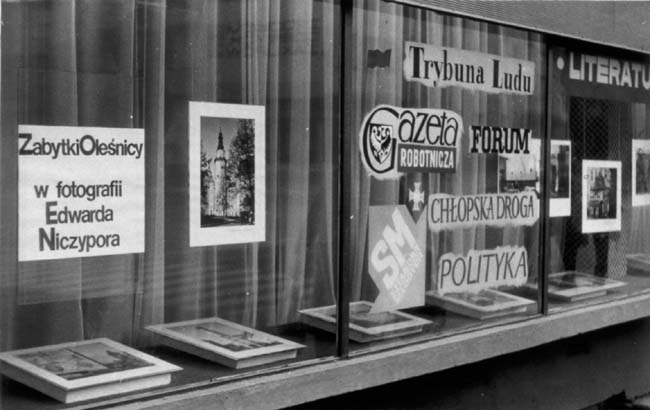 Zabytki Oleśnicy
w fotografii
Edwarda
Niczypora
Trybuna Ludu
Gazeta
ROBOTNICZA
FORUM
CHŁOPSKA DROGA
SM
POLITYKA
• LITERATU